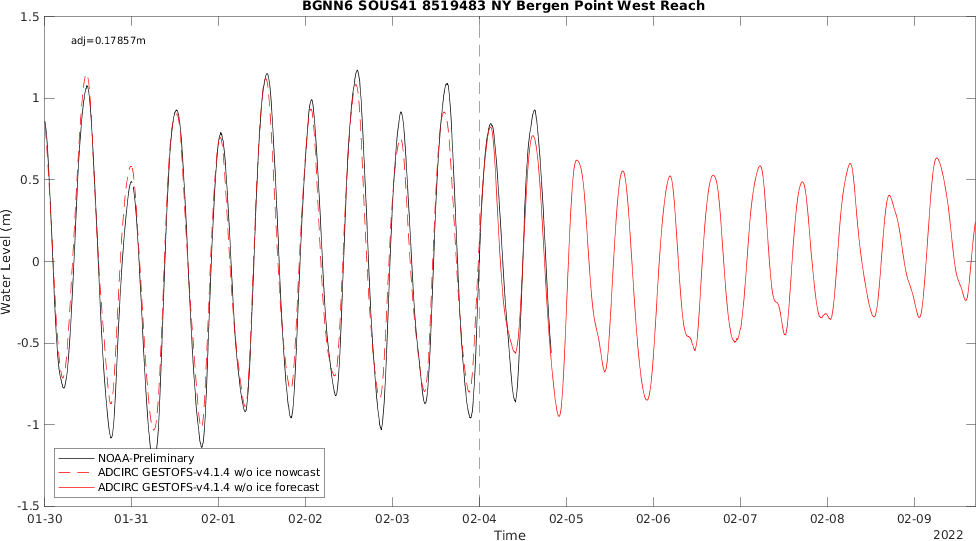 BGNN6 SOUS41 8519483 NY Bergen Point West Reach
adj=0.17857m
1.5
1
0.5
0
-0.5
-1
-1.5
Water Level (m)
NOAA-Preliminary
ADCIRC GESTOFS-v4.1.4 w/o ice nowcast
ADCIRC GESTOFS-v4.1.4 w/o ice forecast
01-30 01-31 02-01 02-02 02-03 02-04 02-05 02-06 02-07 02-08 02-09
Time
2022